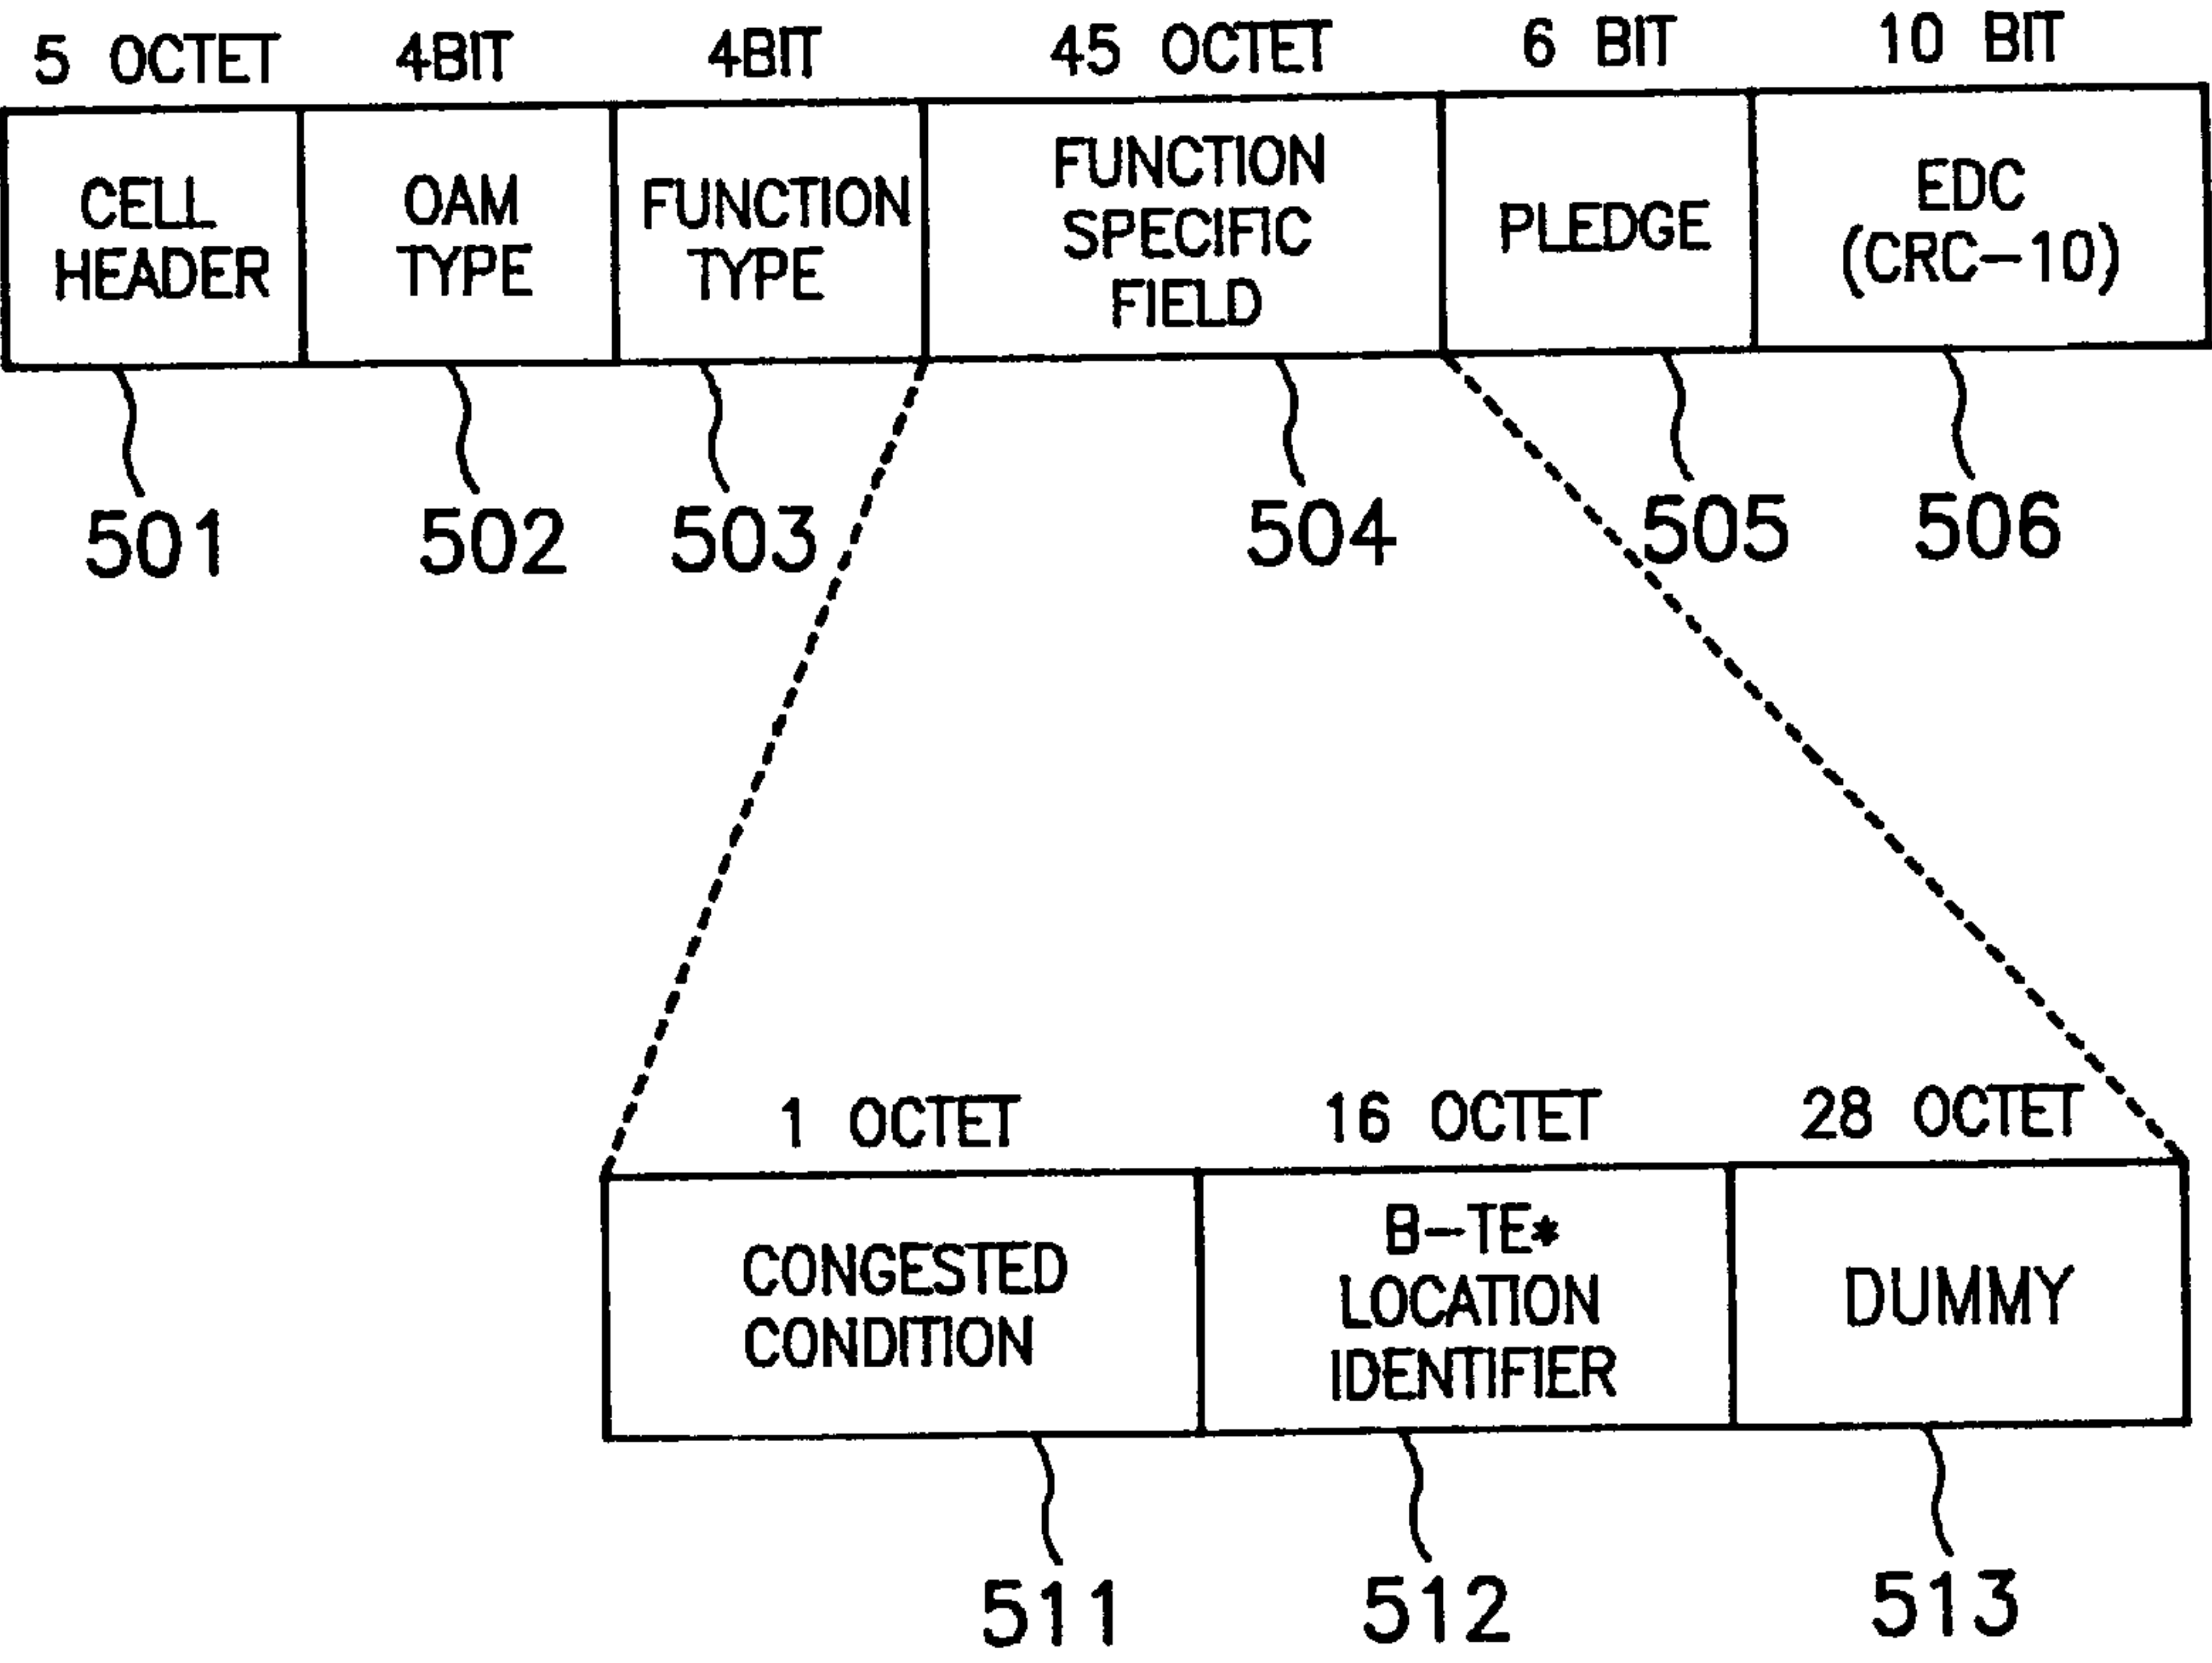 5 OCTET 4BIT 4BIT 45 OCTET 6 BIT 10 BIT
CELL
HEADER
OAM
TYPE
FUNCTION
TYPE
FUNCTION
SPECIFIC
FIELD
PLEDGE
EDC
(CRC-10)
501 502 503 504 505 506
1 OCTET 16 OCTET 28 OCTET
CONGESTED
CONDITION
B-TE*
LOCATION
IDENTIFIER
DUMMY
511 512 513